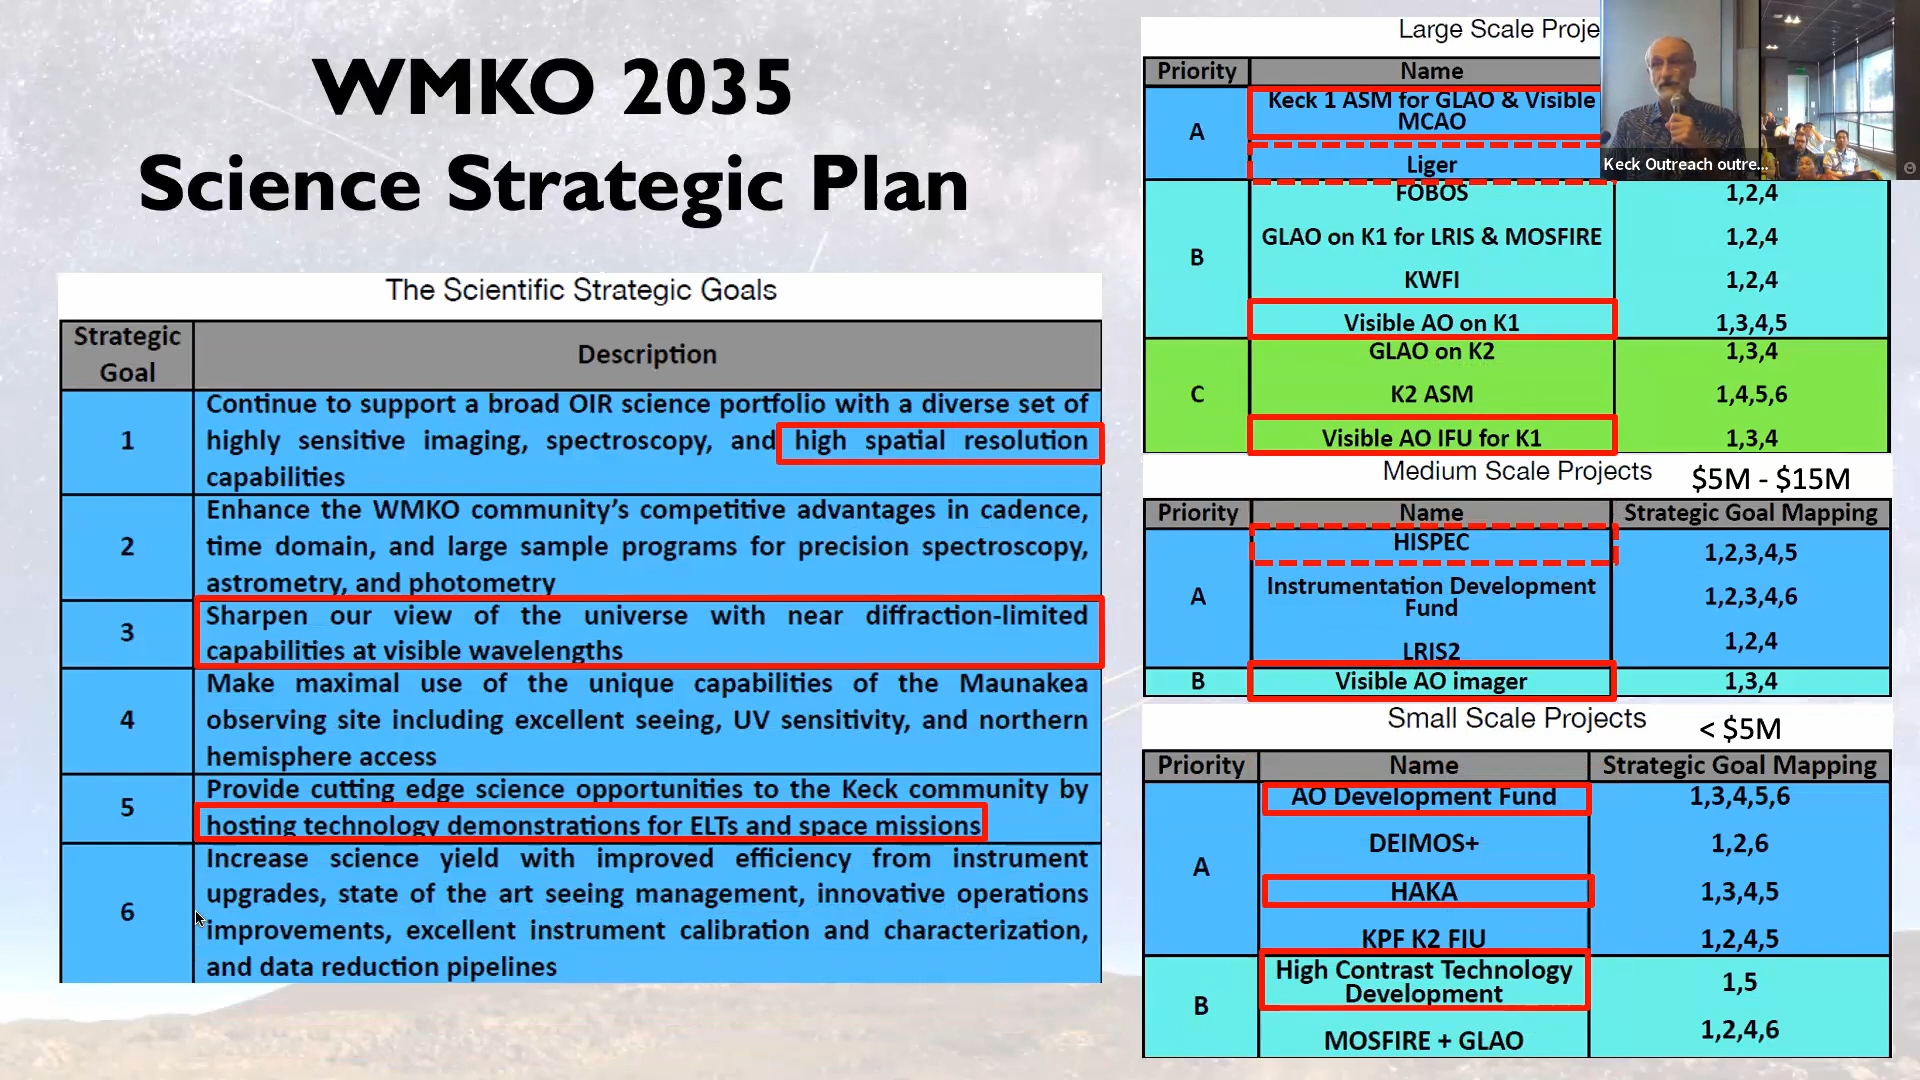 WMKO 2035
Science Strategic Plan
The Scientific Strategic Goals
Strategic Goal
Description
1
Continue to support a broad OIR science portfolio with a diverse set of
highly sensitive imaging, spectroscopy, and high spatial resolution
capabilities
2
Enhance the WMKO community's competitive advantages in cadence,
time domain, and large sample programs for precision spectroscopy,
astrometry, and photometry
3
Sharpen our view of the universe with near diffraction-limited
capabilities at visible wavelengths
4
Make maximal use of the unique capabilities of the Maunakea
observing site including excellent seeing, UV sensitivity, and northern
hemisphere access
5
Provide cutting edge science opportunities to the Keck community by
hosting technology demonstrations for ELTs and space missions
6
Increase science yield with improved efficiency from instrument
upgrades, state of the art seeing management, innovative operations
improvements, excellent instrument calibration and characterization,
and data reduction pipelines
Large Scale Proje
Priority Name
A
Keck 1 ASM for GLAO & Visible
MCAO
Liger
B
FOBOS 1,2,4
GLAO on K1 for LRIS & MOSFIRE 1,2,4
KWFI 1,2,4
Visible AO on K1 1,3,4,5
C
GLAO on K2 1,3,4
K2 ASM 1,4,5,6
Visible AO IFU for K1 1,3,4
Keck Outreach outre...
Medium Scale Projects $5M - $15M
Priority Name Strategic Goal Mapping
A
HISPEC 1,2,3,4,5
Instrumentation Development
Fund 1,2,3,4,6
LRIS2 1,2,4
B Visible AO imager 1,3,4
Small Scale Projects < $5M
Priority Name Strategic Goal Mapping
A
AO Development Fund 1,3,4,5,6
DEIMOS+ 1,2,6
HAKA 1,3,4,5
KPF K2 FIU 1,2,4,5
B
High Contrast Technology
Development 1,5
MOSFIRE + GLAO 1,2,4,6